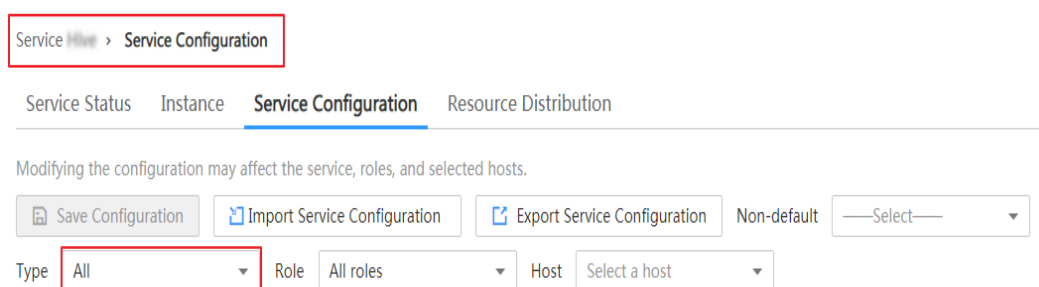 Service Hive > Service Configuration
Service Status Instance Service Configuration Resource Distribution
Modifying the configuration may affect the service, roles, and selected hosts.
Save Configuration Import Service Configuration Export Service Configuration Non-default ——Select——
Type All Role All roles Host Select a host